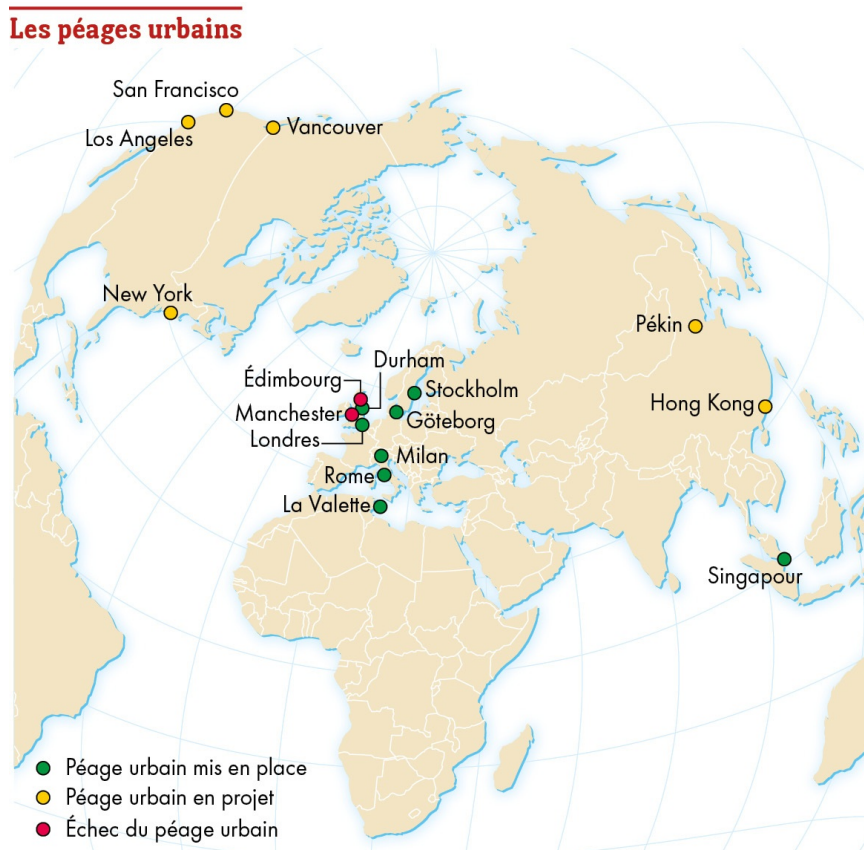 Les péages urbains
San Francisco
Los Angeles
Vancouver
New York
Pékin
Durham
Édimbourg
Stockholm
Manchester
Göteborg
Hong Kong
Londres
Milan
Rome
La Valette
Singapour
Péage urbain mis en place
Péage urbain en projet
Échec du péage urbain